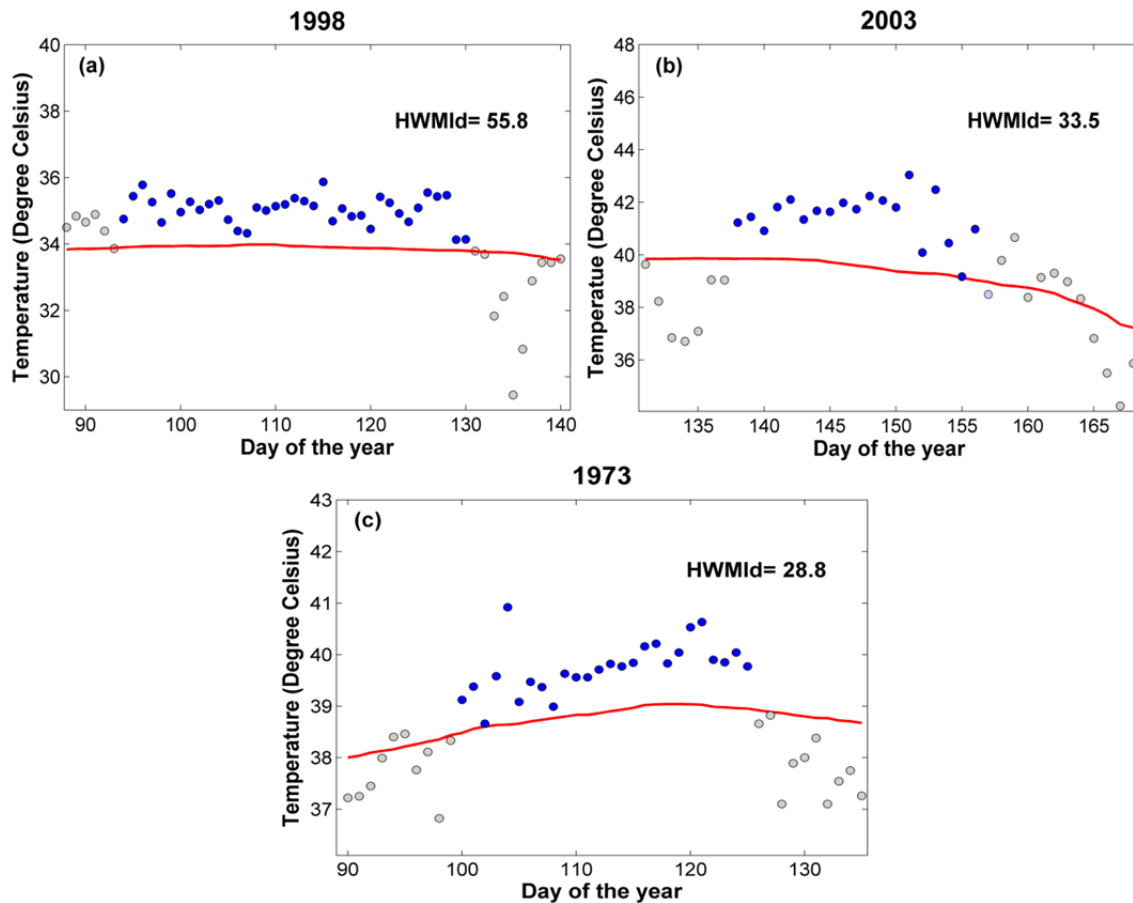 1998
(a)
HWMId= 55.8
Temperature (Degree Celsius)
40
38
36
34
32
30
90 100 110 120 130 140
Day of the year
2003
(b)
HWMId= 33.5
Temperatue (Degree Celsius)
48
46
44
42
40
38
36
135 140 145 150 155 160 165
Day of the year
1973
(c)
HWMId= 28.8
Temperature (Degree Celsius)
43
42
41
40
39
38
37
90 100 110 120 130
Day of the year